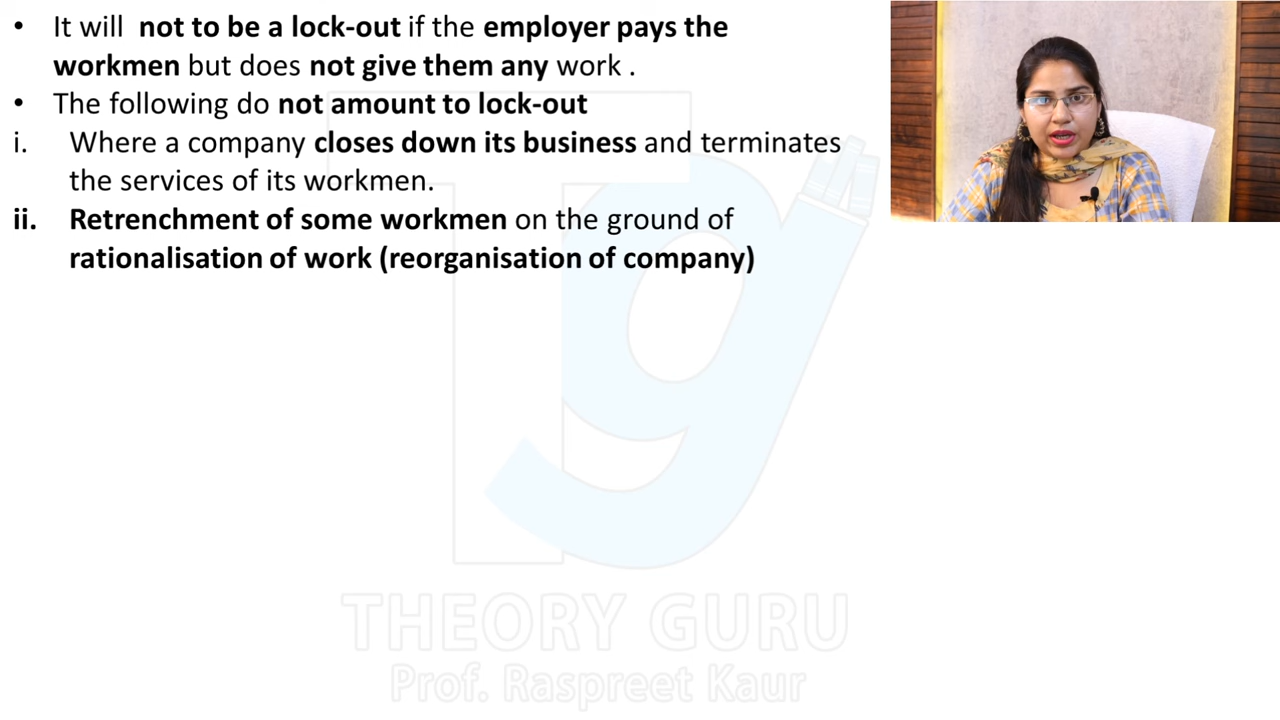 • It will not to be a lock-out if the employer pays the
workmen but does not give them any work .
• The following do not amount to lock-out
i. Where a company closes down its business and terminates
the services of its workmen.
ii. Retrenchment of some workmen on the ground of
rationalisation of work (reorganisation of company)
Tg
THEORY GURU
Prof. Raspreet Kaur